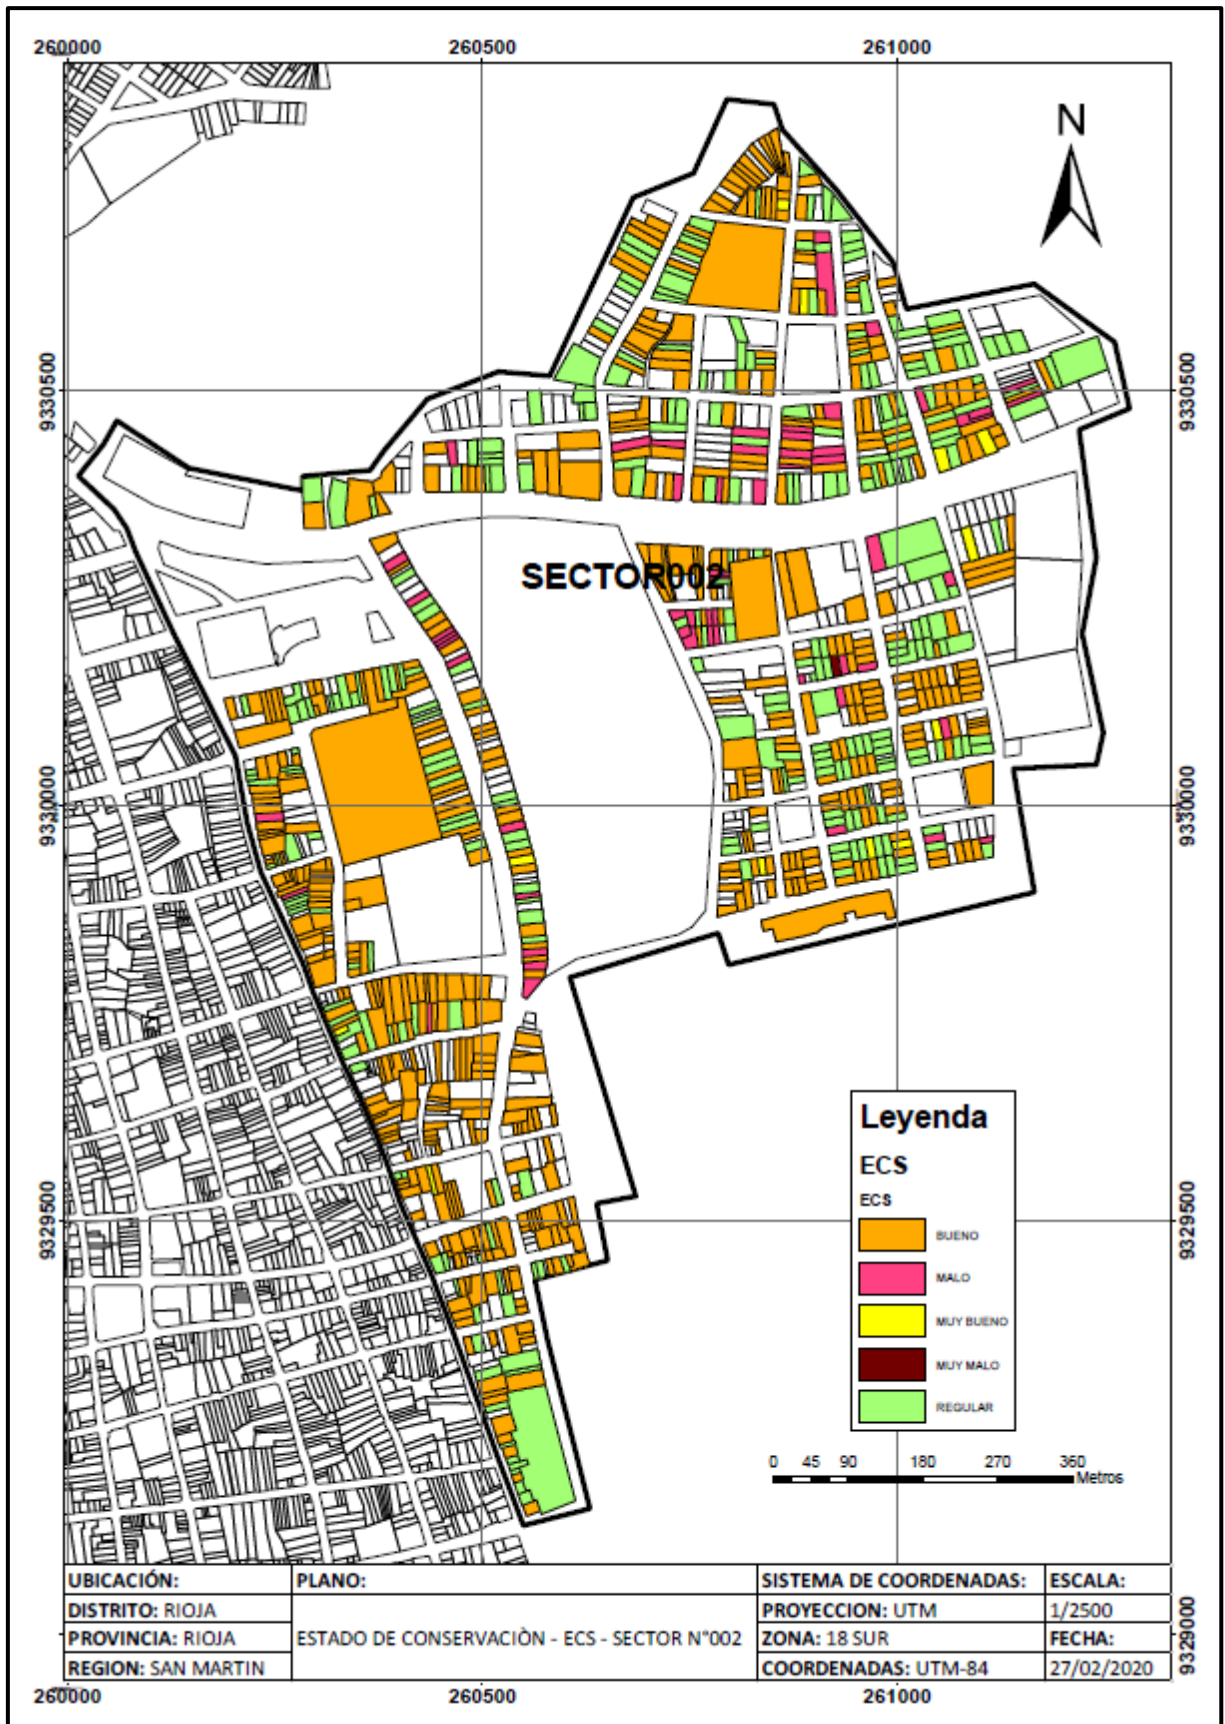 260000 260500 261000
N
9330500 9330500
SECTOR002
9330000 9330000
Leyenda
ECS
ECS
BUENO
MALO
MUY BUENO
MUY MALO
REGULAR
9329500 9329500
0 45 90 180 270 360
Metros
UBICACIÓN: PLANO: SISTEMA DE COORDENADAS: ESCALA:
DISTRITO: RIOJA PROYECCION: UTM 1/2500
PROVINCIA: RIOJA ESTADO DE CONSERVACIÒN - ECS - SECTOR N°002 ZONA: 18 SUR FECHA:
REGION: SAN MARTIN COORDENADAS: UTM-84 27/02/2020
9329000
260000 260500 261000